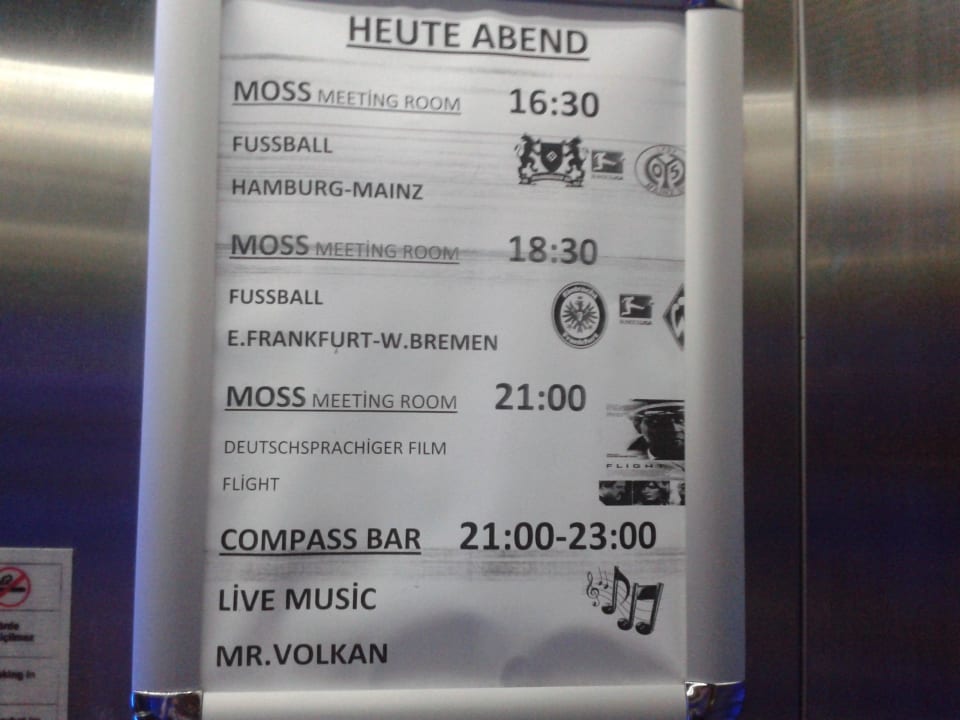 HEUTE ABEND
MOSS MEETİNG ROOM 16:30
FUSSBALL
HAMBURG-MAINZ
MOSS MEETİNG ROOM 18:30
FUSSBALL
E.FRANKFURT-W.BREMEN
MOSS MEETİNG ROOM 21:00
DEUTSCHSPRACHİGER FILM
FLİGHT
FLIGHT
COMPASS BAR 21:00-23:00
LİVE MUSİC
MR.VOLKAN